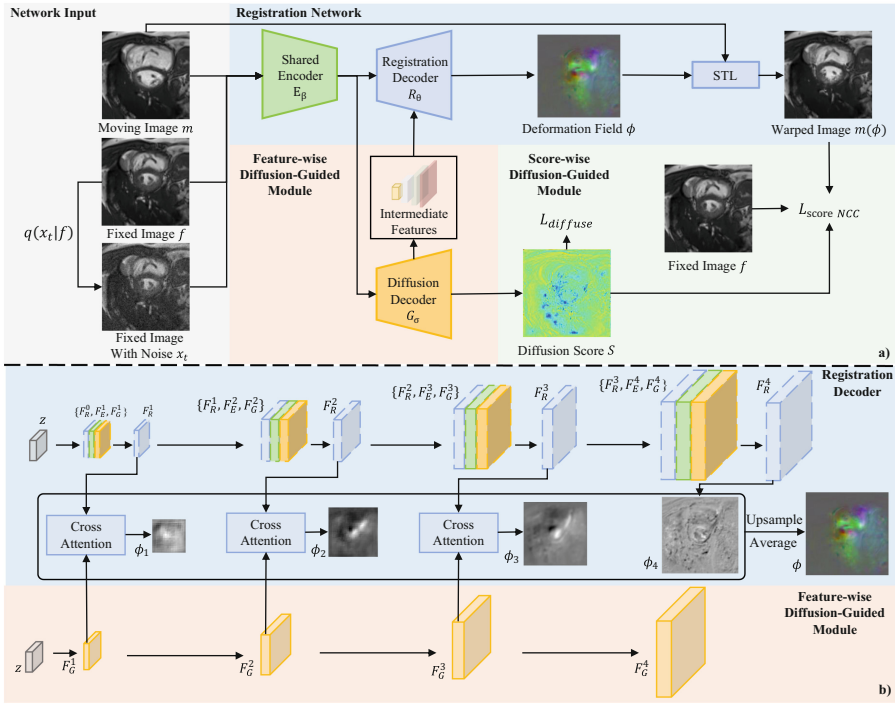 Network Input
Registration Network
Moving Image m
Shared
Encoder
E_β
Registration
Decoder
R_θ
Deformation Field ϕ
STL
Warped Image m(ϕ)
q(x_t|f)
Fixed Image f
Fixed Image
With Noise x_t
Feature-wise
Diffusion-Guided
Module
Intermediate
Features
Diffusion
Decoder
G_σ
Score-wise
Diffusion-Guided
Module
L_diffuse
Diffusion Score S
Fixed Image f
L_score NCC
a)
Registration
Decoder
z
{F_R^0, F_E^1, F_G^1}
F_R^1
{F_R^1, F_E^2, F_G^2}
F_R^2
{F_R^2, F_E^3, F_G^3}
F_R^3
{F_R^3, F_E^4, F_G^4}
F_R^4
Cross
Attention
ϕ_1
Cross
Attention
ϕ_2
Cross
Attention
ϕ_3
ϕ_4
Upsample
Average
ϕ
Feature-wise
Diffusion-Guided
Module
z
F_G^1
F_G^2
F_G^3
F_G^4
b)